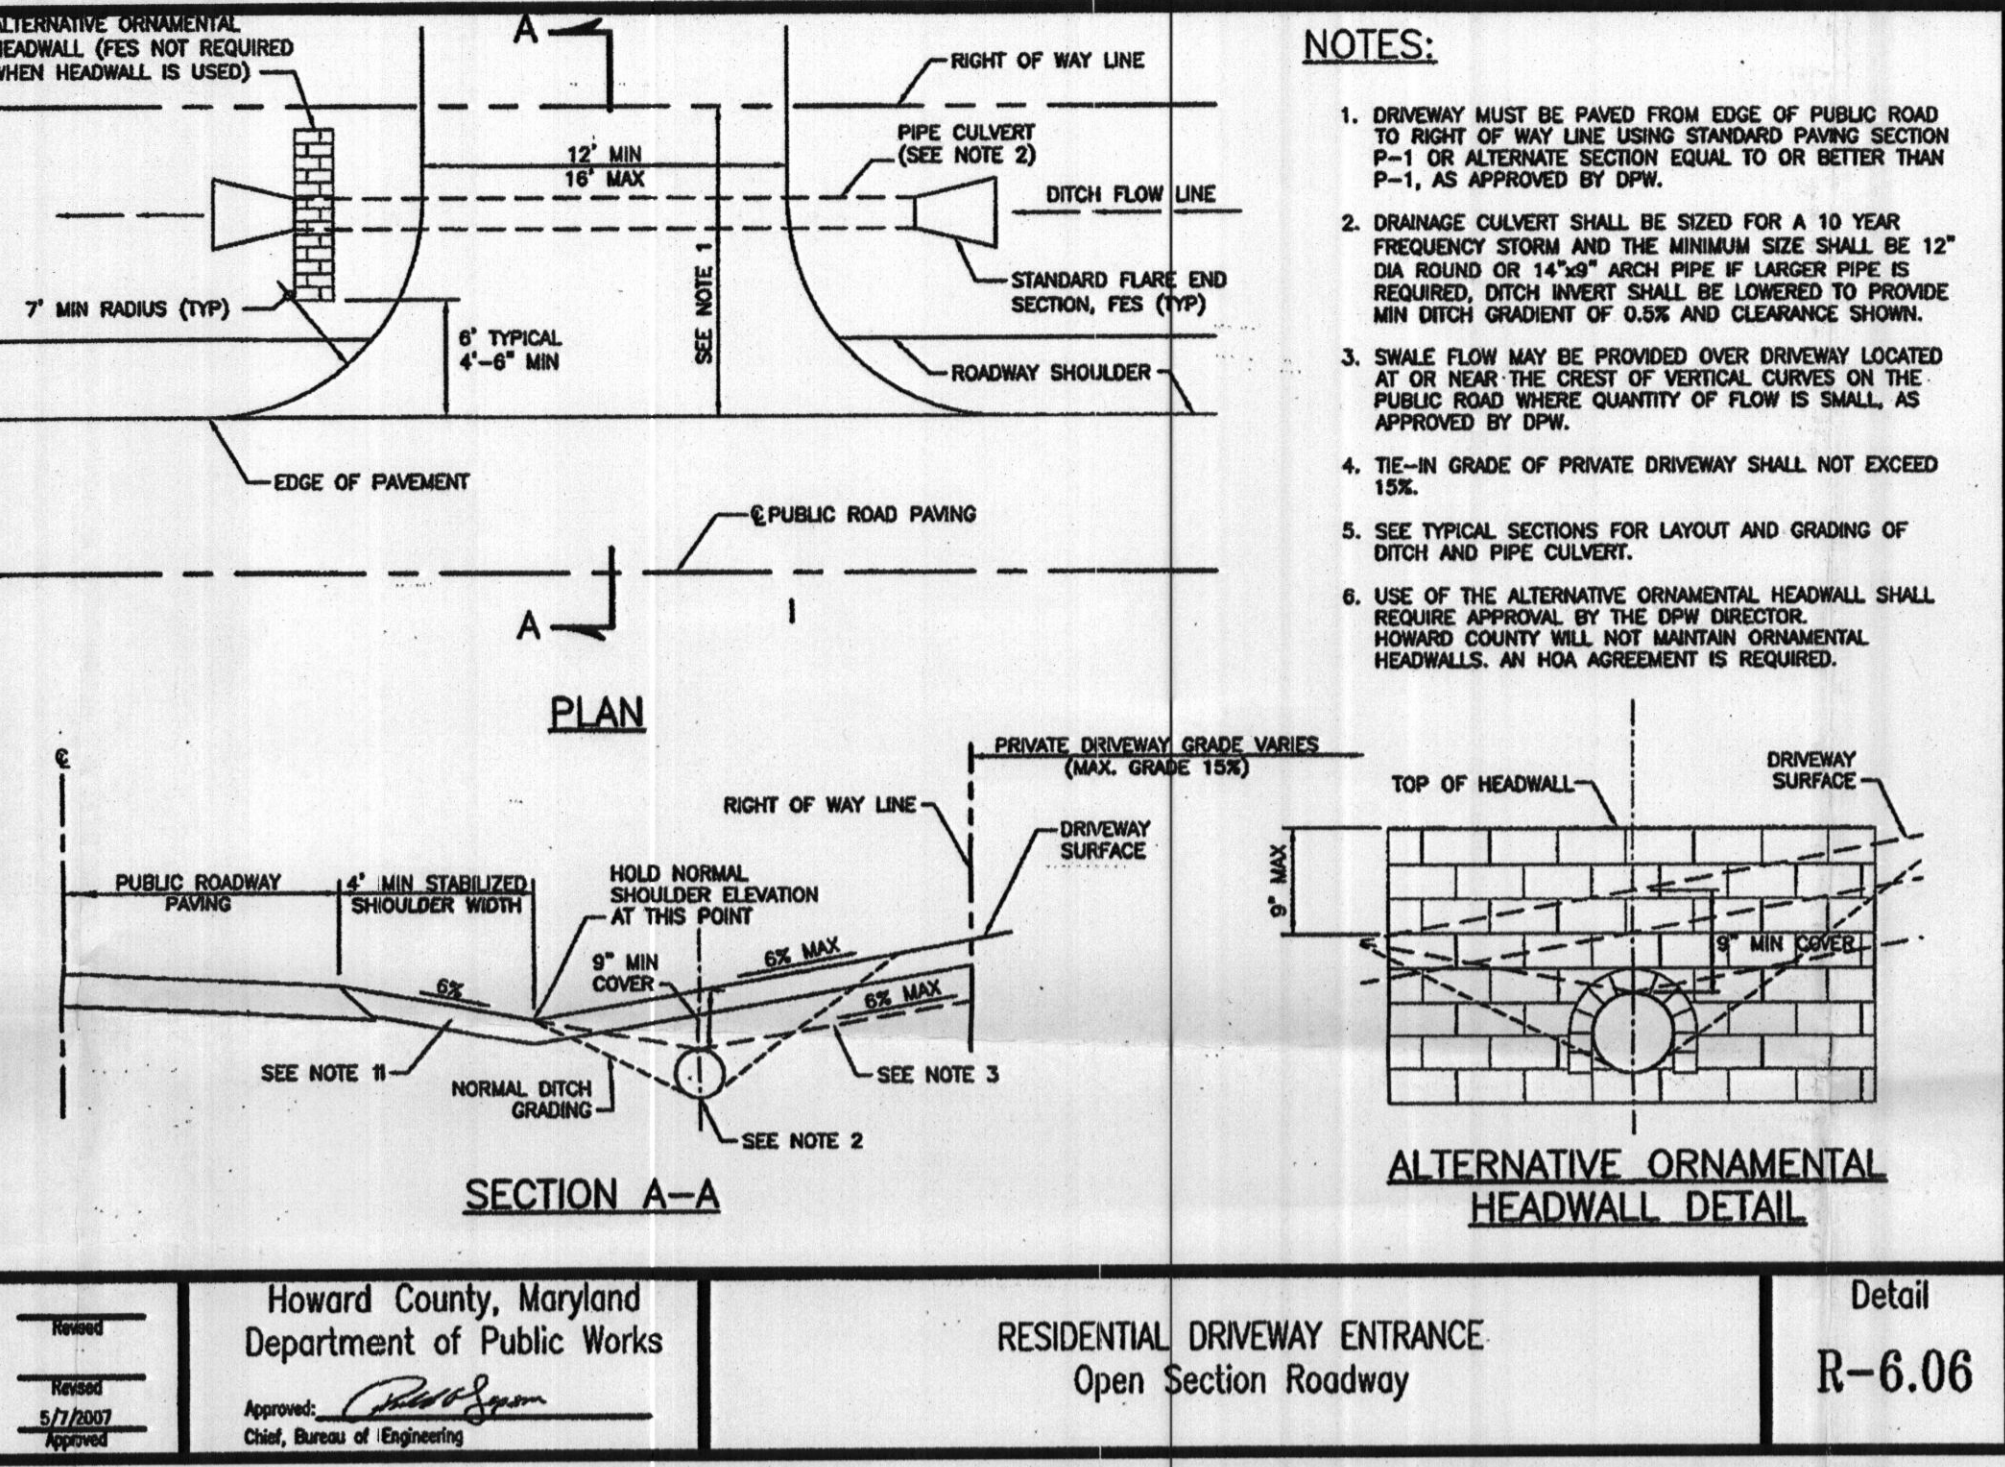 ALTERNATIVE ORNAMENTAL
HEADWALL (FES NOT REQUIRED
WHEN HEADWALL IS USED)
A
RIGHT OF WAY LINE
PIPE CULVERT
(SEE NOTE 2)
12' MIN
16' MAX
DITCH FLOW LINE
SEE NOTE 1
STANDARD FLARE END
SECTION, FES (TYP)
7' MIN RADIUS (TYP)
6' TYPICAL
4'-6" MIN
ROADWAY SHOULDER
EDGE OF PAVEMENT
℄ PUBLIC ROAD PAVING
A
PLAN
NOTES:
1. DRIVEWAY MUST BE PAVED FROM EDGE OF PUBLIC ROAD
TO RIGHT OF WAY LINE USING STANDARD PAVING SECTION
P-1 OR ALTERNATE SECTION EQUAL TO OR BETTER THAN
P-1, AS APPROVED BY DPW.
2. DRAINAGE CULVERT SHALL BE SIZED FOR A 10 YEAR
FREQUENCY STORM AND THE MINIMUM SIZE SHALL BE 12"
DIA ROUND OR 14"x9" ARCH PIPE IF LARGER PIPE IS
REQUIRED, DITCH INVERT SHALL BE LOWERED TO PROVIDE
MIN DITCH GRADIENT OF 0.5% AND CLEARANCE SHOWN.
3. SWALE FLOW MAY BE PROVIDED OVER DRIVEWAY LOCATED
AT OR NEAR THE CREST OF VERTICAL CURVES ON THE
PUBLIC ROAD WHERE QUANTITY OF FLOW IS SMALL, AS
APPROVED BY DPW.
4. TIE-IN GRADE OF PRIVATE DRIVEWAY SHALL NOT EXCEED
15%.
5. SEE TYPICAL SECTIONS FOR LAYOUT AND GRADING OF
DITCH AND PIPE CULVERT.
6. USE OF THE ALTERNATIVE ORNAMENTAL HEADWALL SHALL
REQUIRE APPROVAL BY THE DPW DIRECTOR.
HOWARD COUNTY WILL NOT MAINTAIN ORNAMENTAL
HEADWALLS. AN HOA AGREEMENT IS REQUIRED.
℄
PRIVATE DRIVEWAY GRADE VARIES
(MAX. GRADE 15%)
RIGHT OF WAY LINE
DRIVEWAY
SURFACE
PUBLIC ROADWAY
PAVING
4' MIN STABILIZED
SHOULDER WIDTH
HOLD NORMAL
SHOULDER ELEVATION
AT THIS POINT
9" MIN
COVER
6% MAX
6%
6% MAX
SEE NOTE 11
NORMAL DITCH
GRADING
SEE NOTE 3
SEE NOTE 2
SECTION A-A
TOP OF HEADWALL
DRIVEWAY
SURFACE
9" MAX
9" MIN COVER
ALTERNATIVE ORNAMENTAL
HEADWALL DETAIL
Revised
Revised
5/7/2007
Approved
Howard County, Maryland
Department of Public Works
Approved:
Chief, Bureau of Engineering
RESIDENTIAL DRIVEWAY ENTRANCE
Open Section Roadway
Detail
R-6.06